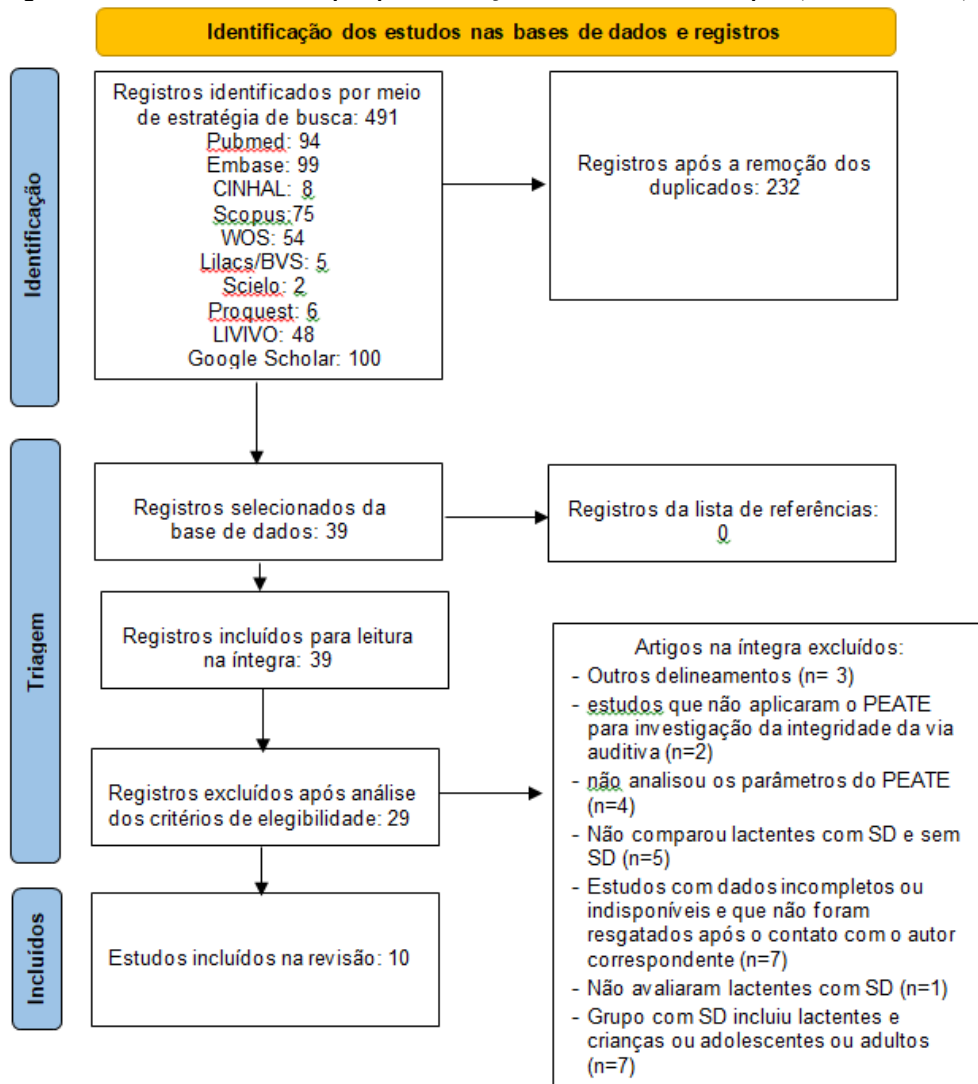 Identificação dos estudos nas bases de dados e registros
Identificação
Registros identificados por meio
de estratégia de busca: 491
Pubmed: 94
Embase: 99
CINHAL: 8
Scopus:75
WOS: 54
Lilacs/BVS: 5
Scielo: 2
Proquest: 6
LIVIVO: 48
Google Scholar: 100
Registros após a remoção dos
duplicados: 232
Triagem
Registros selecionados da
base de dados: 39
Registros da lista de referências:
0
Registros incluídos para leitura
na íntegra: 39
Registros excluídos após análise
dos critérios de elegibilidade: 29
Artigos na íntegra excluídos:
- Outros delineamentos (n= 3)
- estudos que não aplicaram o PEATE
para investigação da integridade da via
auditiva (n=2)
- não analisou os parâmetros do PEATE
(n=4)
- Não comparou lactentes com SD e sem
SD (n=5)
- Estudos com dados incompletos ou
indisponíveis e que não foram
resgatados após o contato com o autor
correspondente (n=7)
- Não avaliaram lactentes com SD (n=1)
- Grupo com SD incluiu lactentes e
crianças ou adolescentes ou adultos
(n=7)
Incluídos
Estudos incluídos na revisão: 10